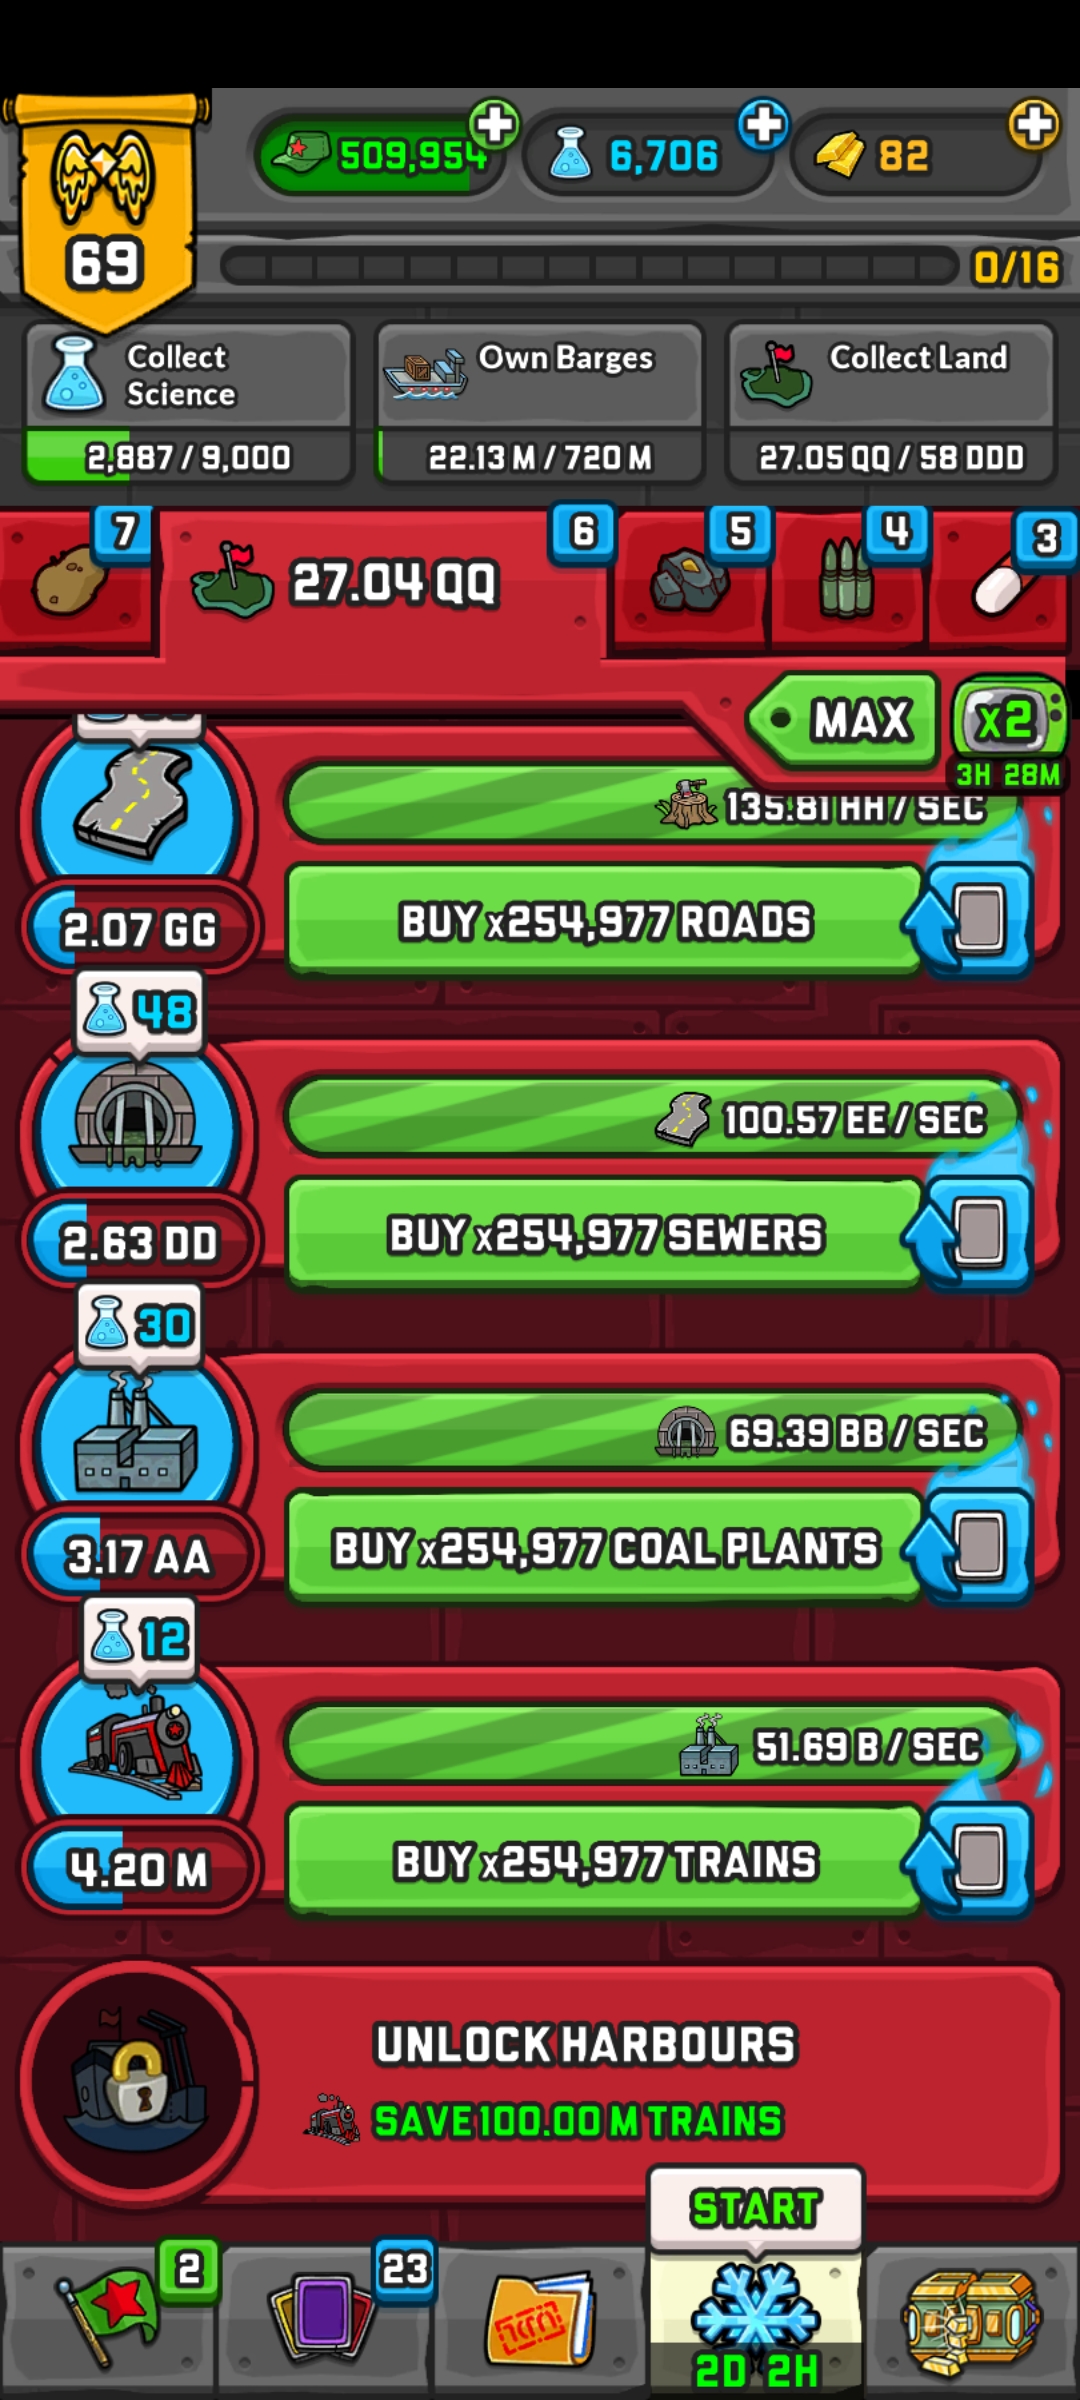 509,954
6,706
82
69
0/16
Collect
Science
2,887 / 9,000
Own Barges
22.13 M / 720 M
Collect Land
27.05 QQ / 58 DDD
7
27.04 QQ
6
5
4
3
MAX
x2
3H 28M
135.81 HH / SEC
BUY x254,977 ROADS
2.07 GG
48
100.57 EE / SEC
BUY x254,977 SEWERS
2.63 DD
30
69.39 BB / SEC
BUY x254,977 COAL PLANTS
3.17 AA
12
51.69 B / SEC
BUY x254,977 TRAINS
4.20 M
UNLOCK HARBOURS
SAVE 100.00 M TRAINS
START
2
23
2D 2H